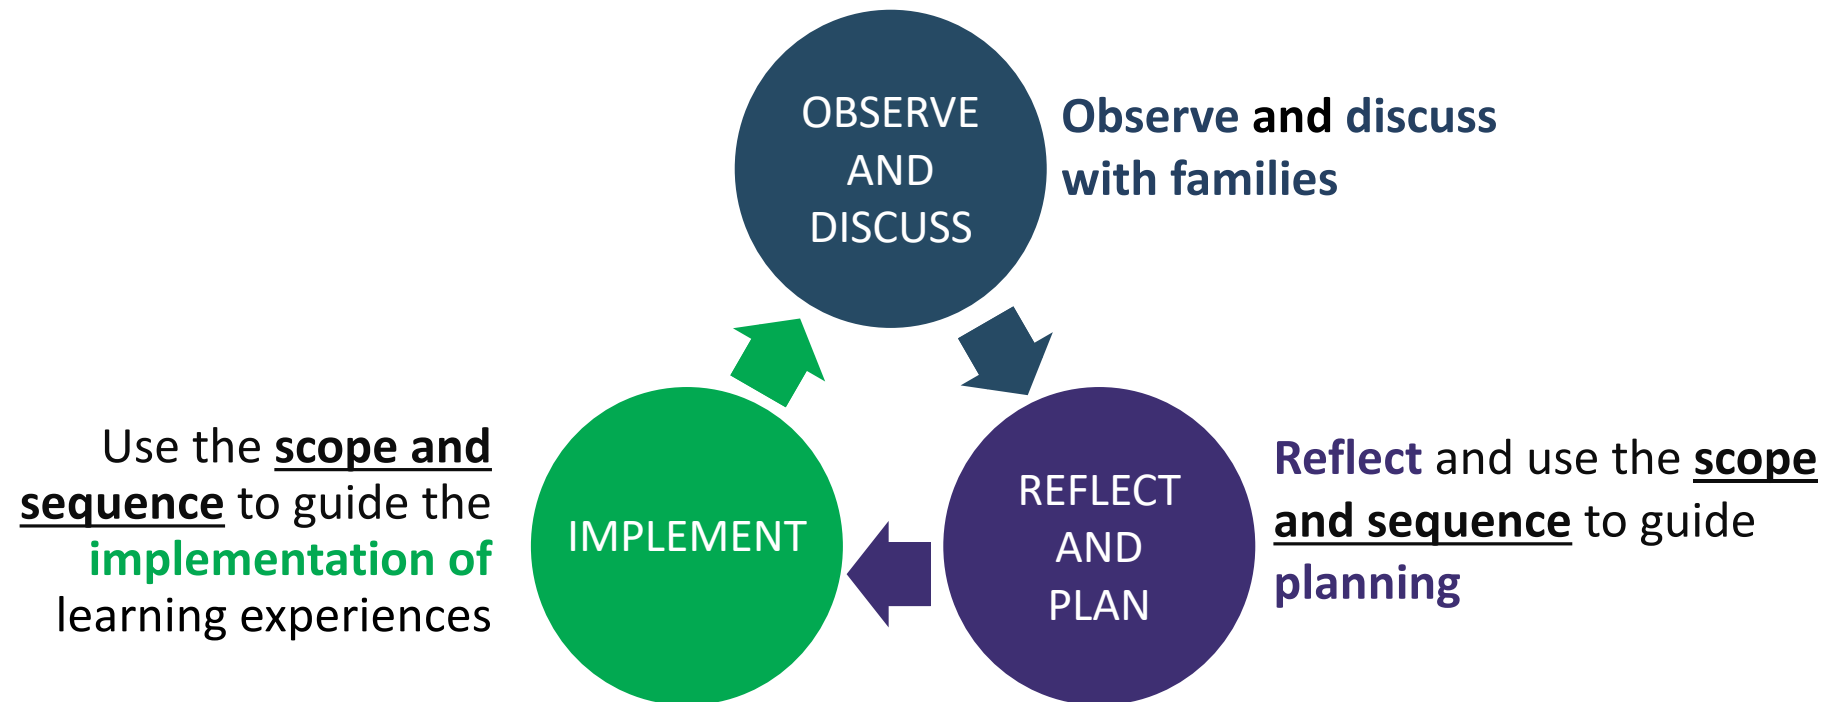 OBSERVE
AND
DISCUSS
Observe and discuss
with families
REFLECT
AND
PLAN
Reflect and use the scope
and sequence to guide
planning
IMPLEMENT
Use the scope and
sequence to guide the
implementation of
learning experiences